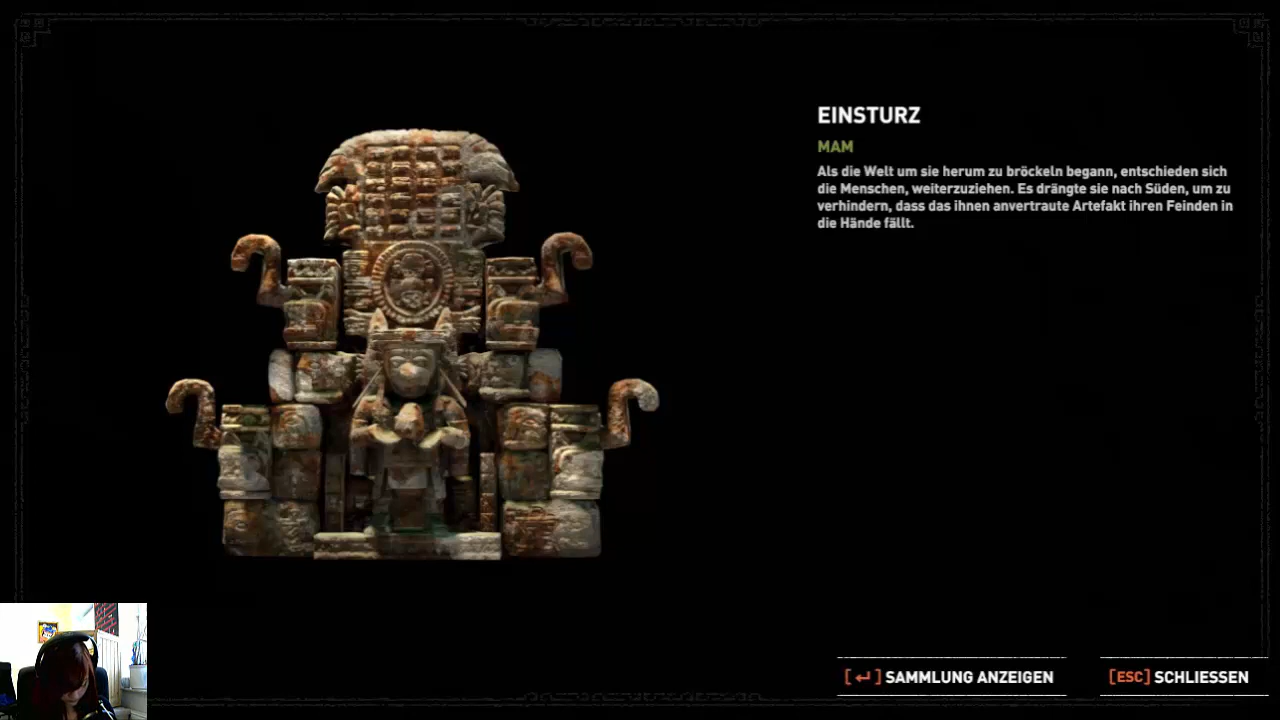 EINSTURZ
MAM
Als die Welt um sie herum zu bröckeln begann, entschieden sich
die Menschen, weiterzuziehen. Es drängte sie nach Süden, um zu
verhindern, dass das ihnen anvertraute Artefakt ihren Feinden in
die Hände fällt.
[↵] SAMMLUNG ANZEIGEN
[ESC] SCHLIESSEN